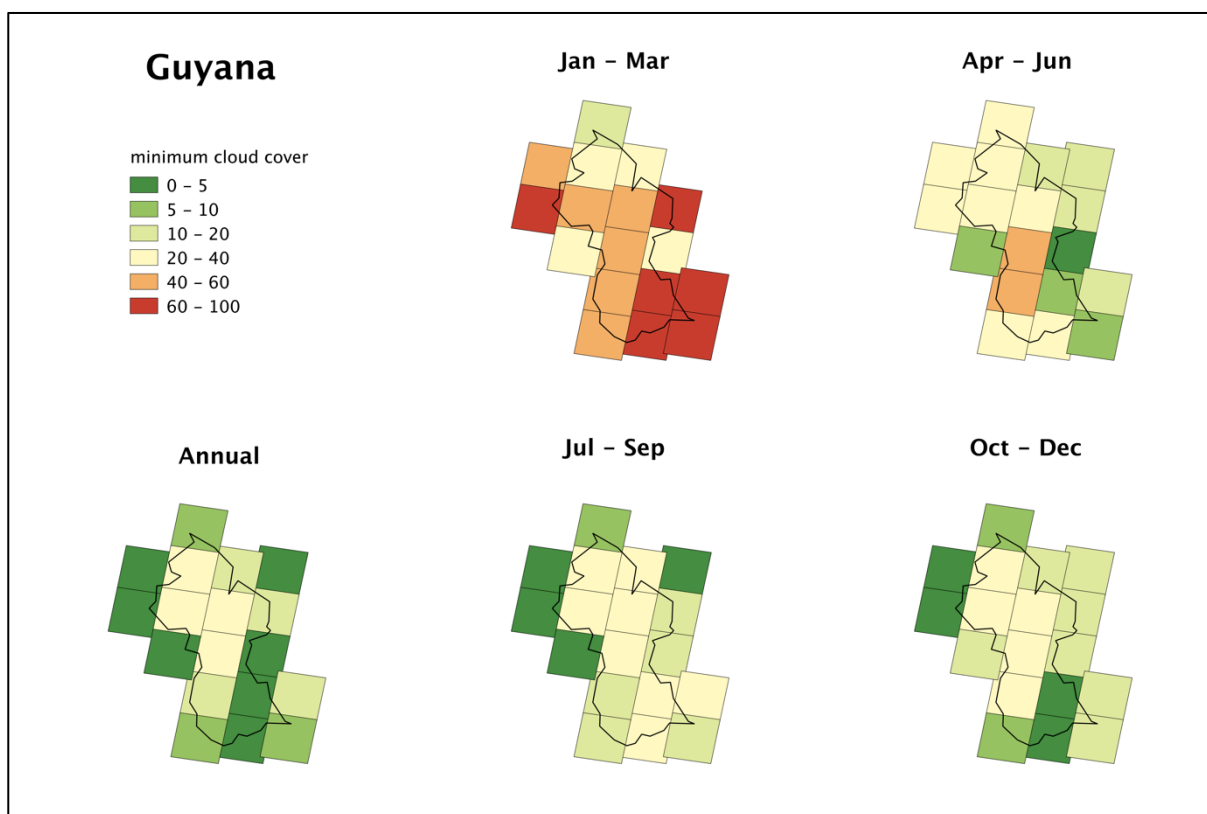 Guyana
minimum cloud cover
0 – 5
5 – 10
10 – 20
20 – 40
40 – 60
60 – 100
Jan – Mar
Apr – Jun
Annual
Jul – Sep
Oct – Dec